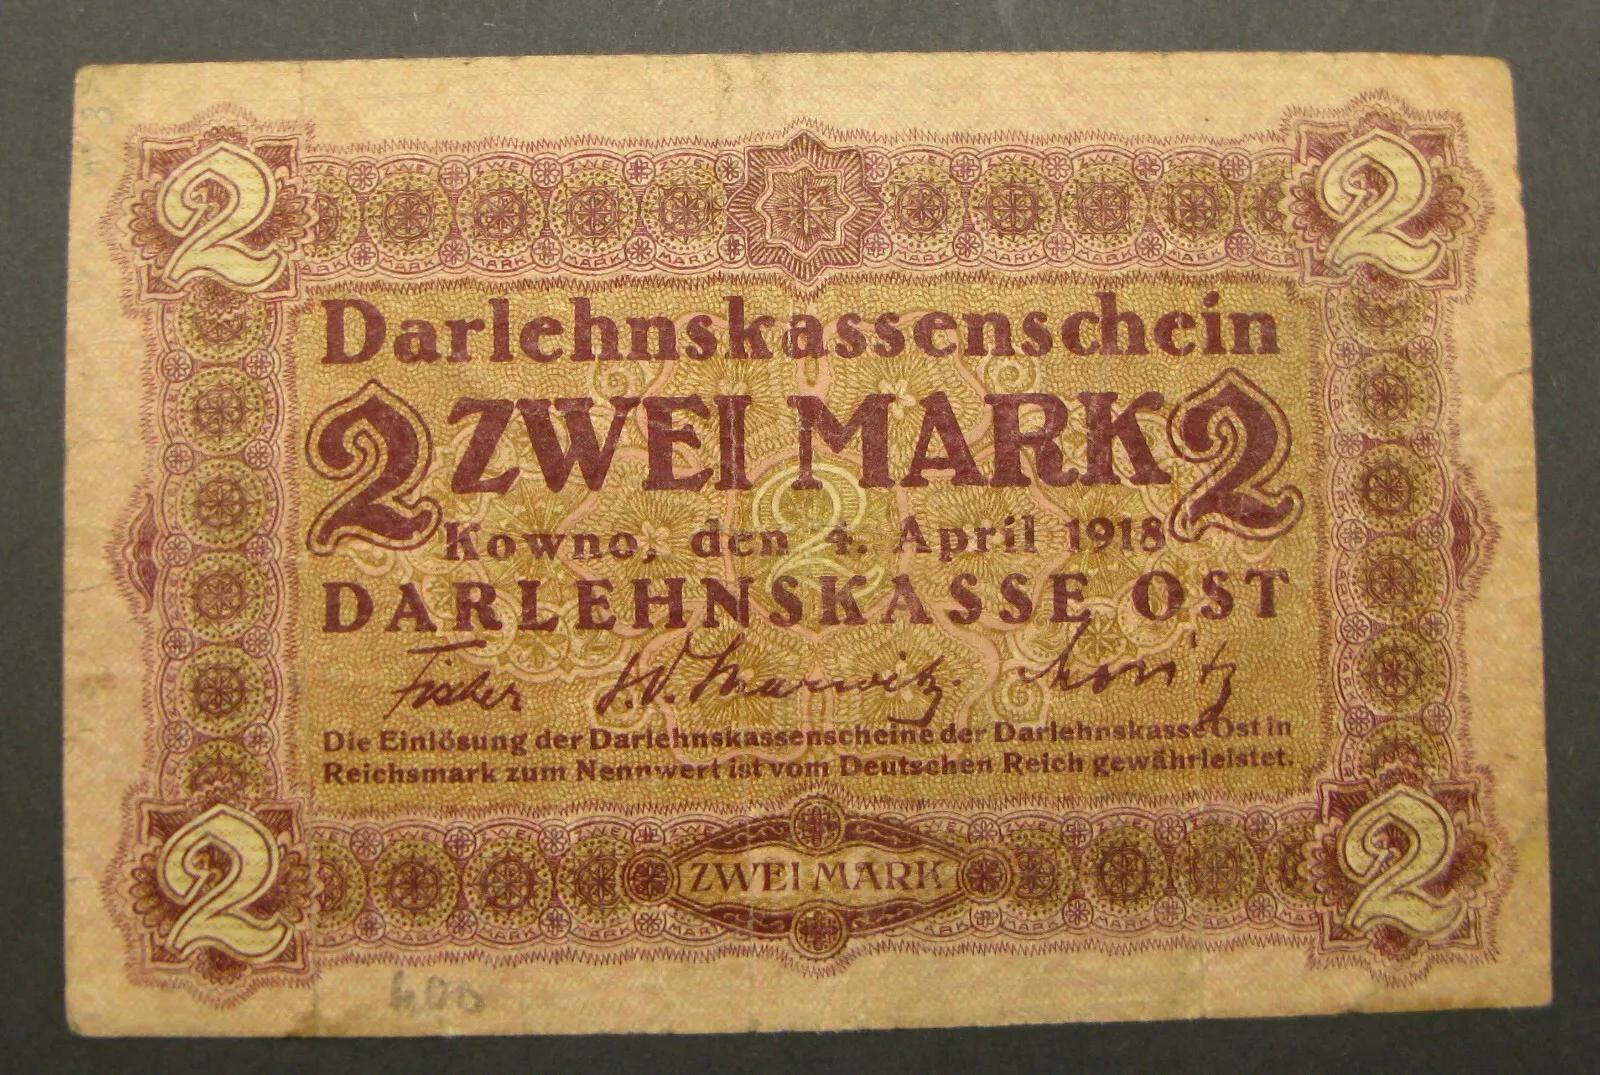 2 2
Darlehnskassenschein
2 ZWEI MARK 2
Kowno, den 4. April 1918
DARLEHNSKASSE OST
Fischer
Die Einlösung der Darlehnskassenscheine der Darlehnskasse Ost in
Reichsmark zum Nennwert ist vom Deutschen Reich gewährleistet.
2 ZWEI MARK 2